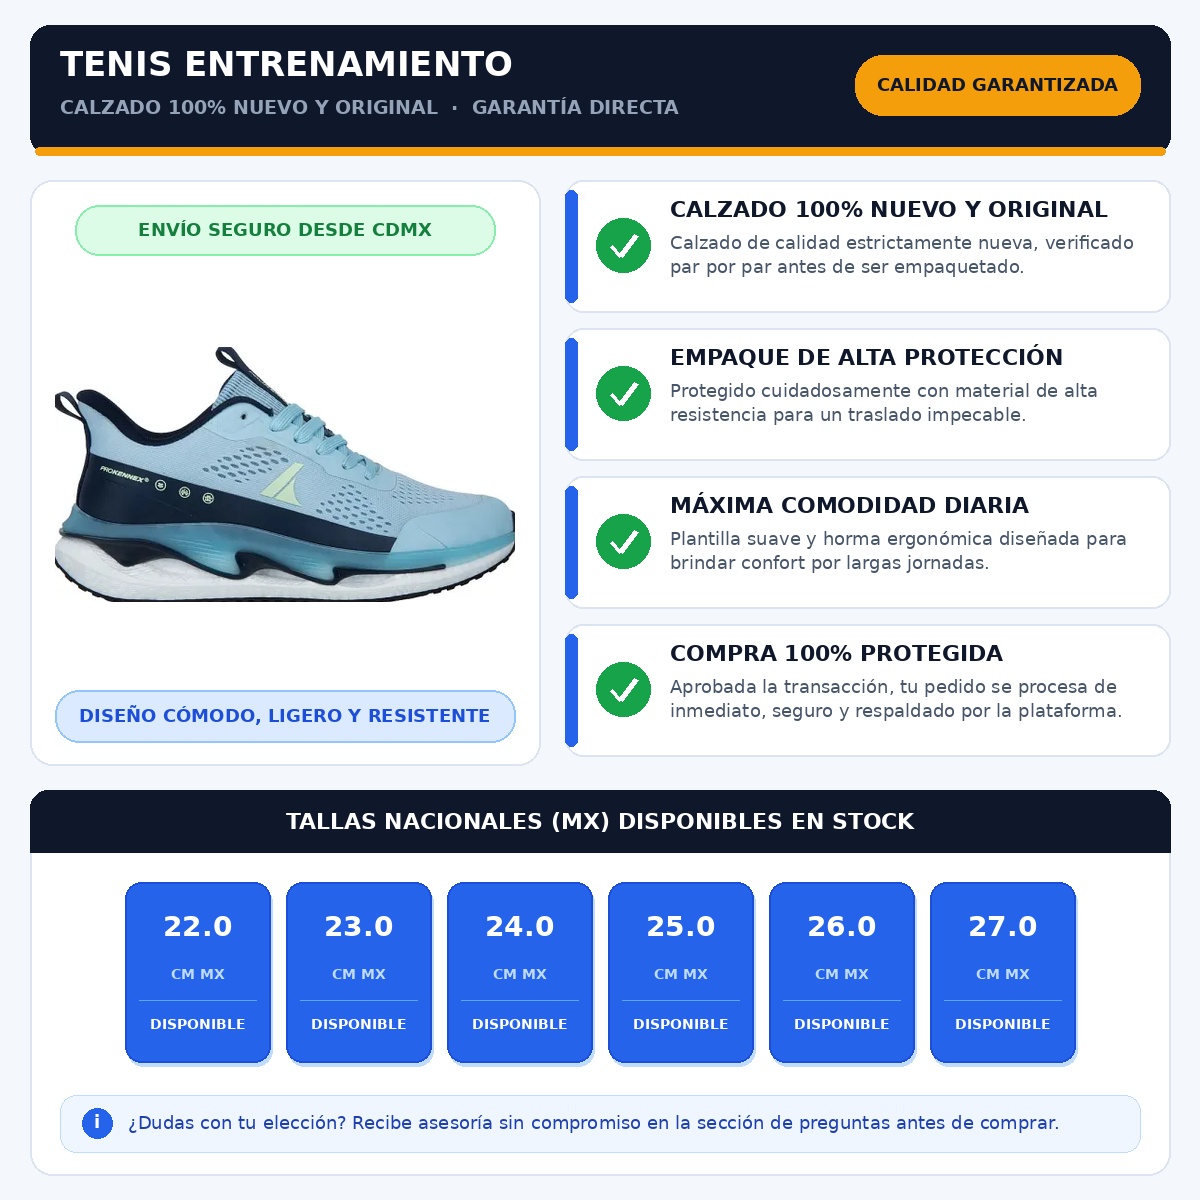 TENIS ENTRENAMIENTO
CALZADO 100% NUEVO Y ORIGINAL · GARANTÍA DIRECTA
CALIDAD GARANTIZADA
ENVÍO SEGURO DESDE CDMX
PROKENNEX®
DISEÑO CÓMODO, LIGERO Y RESISTENTE
CALZADO 100% NUEVO Y ORIGINAL
Calzado de calidad estrictamente nueva, verificado
par por par antes de ser empaquetado.
EMPAQUE DE ALTA PROTECCIÓN
Protegido cuidadosamente con material de alta
resistencia para un traslado impecable.
MÁXIMA COMODIDAD DIARIA
Plantilla suave y horma ergonómica diseñada para
brindar confort por largas jornadas.
COMPRA 100% PROTEGIDA
Aprobada la transacción, tu pedido se procesa de
inmediato, seguro y respaldado por la plataforma.
TALLAS NACIONALES (MX) DISPONIBLES EN STOCK
22.0
CM MX
DISPONIBLE
23.0
CM MX
DISPONIBLE
24.0
CM MX
DISPONIBLE
25.0
CM MX
DISPONIBLE
26.0
CM MX
DISPONIBLE
27.0
CM MX
DISPONIBLE
i
¿Dudas con tu elección? Recibe asesoría sin compromiso en la sección de preguntas antes de comprar.